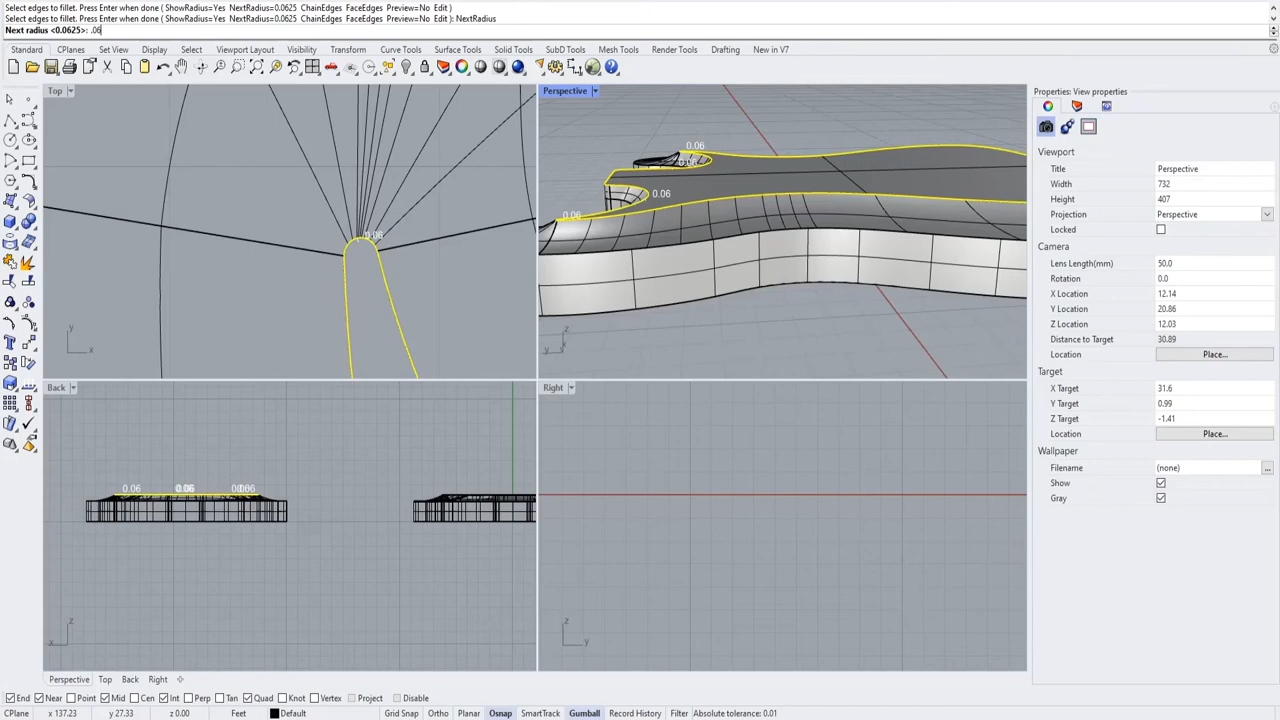 Select edges to fillet. Press Enter when done ( ShowRadius=Yes NextRadius=0.0625 ChainEdges FaceEdges Preview=No Edit )
Select edges to fillet. Press Enter when done ( ShowRadius=Yes NextRadius=0.0625 ChainEdges FaceEdges Preview=No Edit ): NextRadius
Next radius <0.0625>: .06
Standard CPlanes Set View Display Select Viewport Layout Visibility Transform Curve Tools Surface Tools Solid Tools SubD Tools Mesh Tools Render Tools Drafting New in V7
Top
Perspective
Properties: View properties
Viewport
Title Perspective
Width 732
Height 407
Projection Perspective
Locked
Camera
Lens Length(mm) 50.0
Rotation 0.0
X Location 12.14
Y Location 20.86
Z Location 12.03
Distance to Target 30.89
Location Place...
Target
X Target 31.6
Y Target 0.99
Z Target -1.41
Location Place...
Wallpaper
Filename (none) ...
Show
Gray
0.06
0.06
0.06
0.06
0.06
y
x
z
y
Back
Right
0.06 0.06
z
x
z
y
Perspective Top Back Right
End Near Point Mid Cen Int Perp Tan Quad Knot Vertex Project Disable
CPlane x 137.23 y 27.33 z 0.00 Feet Default Grid Snap Ortho Planar Osnap SmartTrack Gumball Record History Filter Absolute tolerance: 0.01